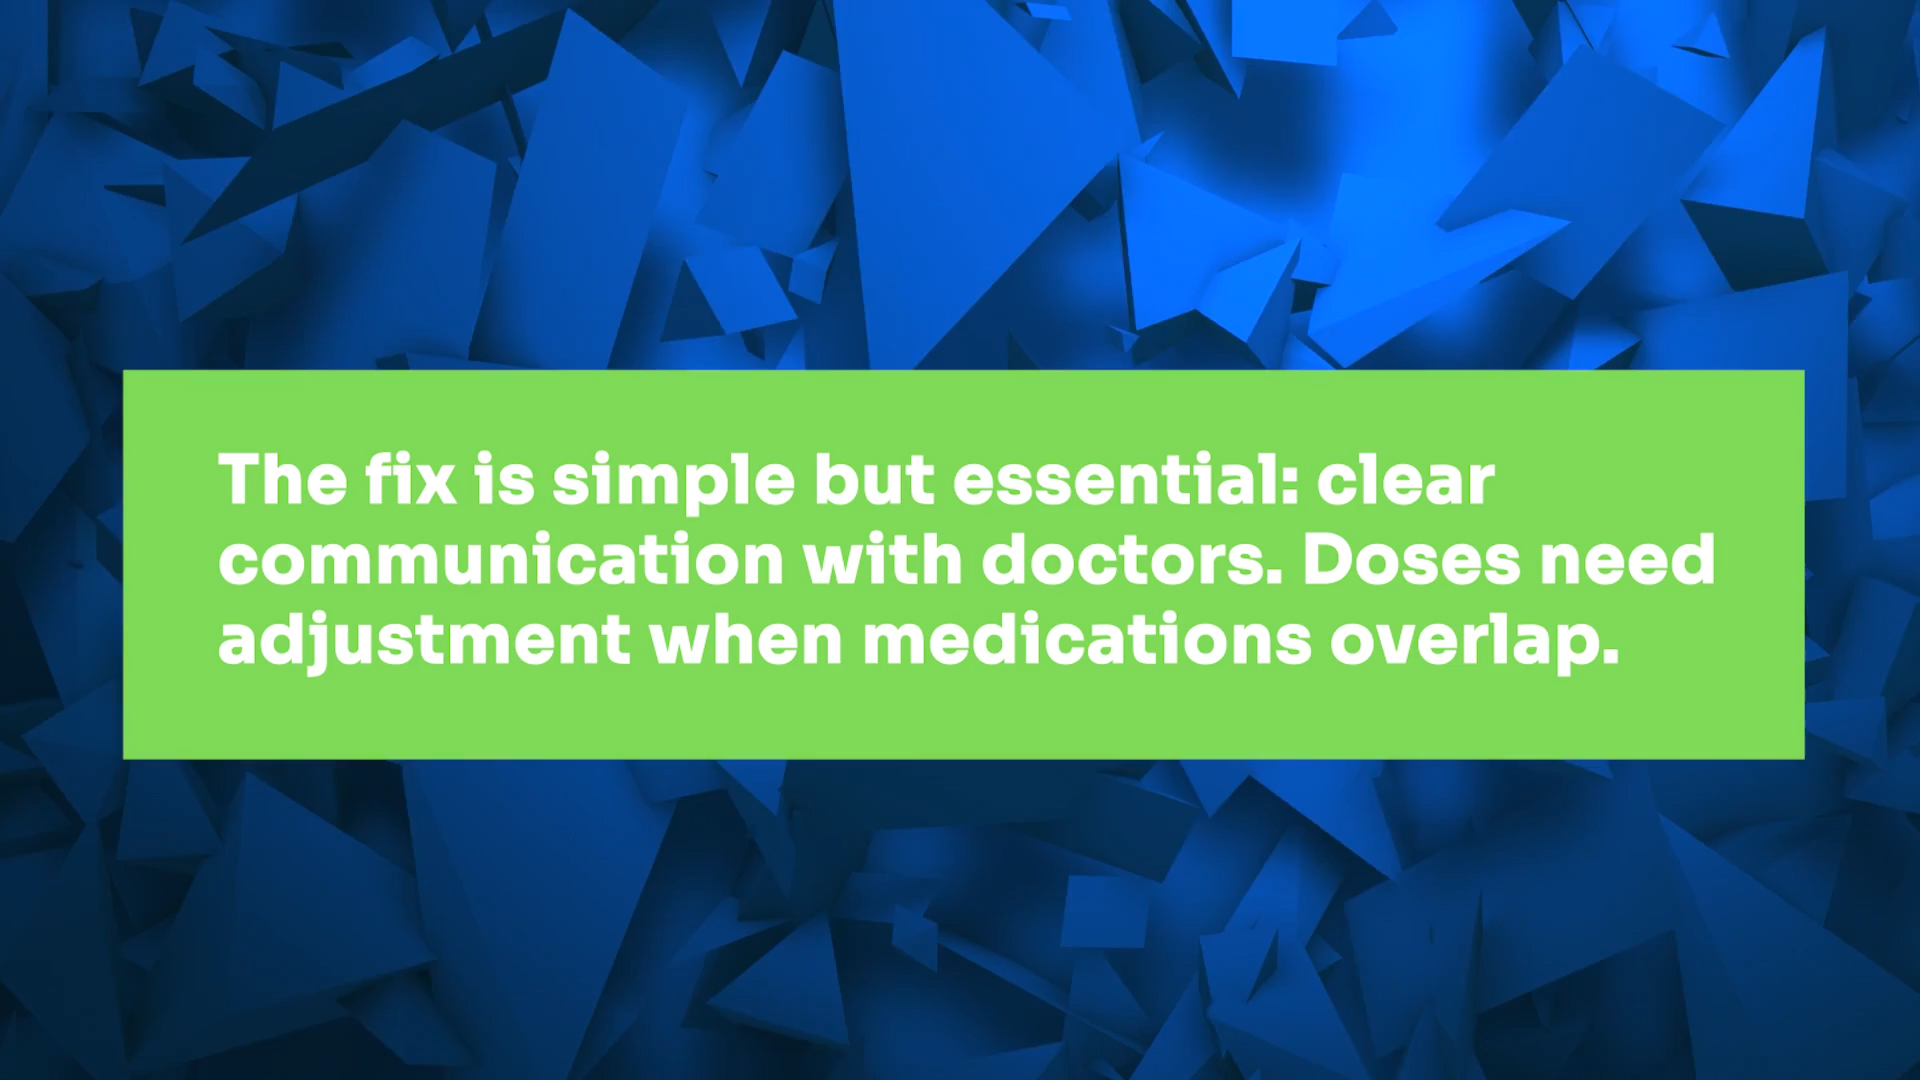 The fix is simple but essential: clear
communication with doctors. Doses need
adjustment when medications overlap.